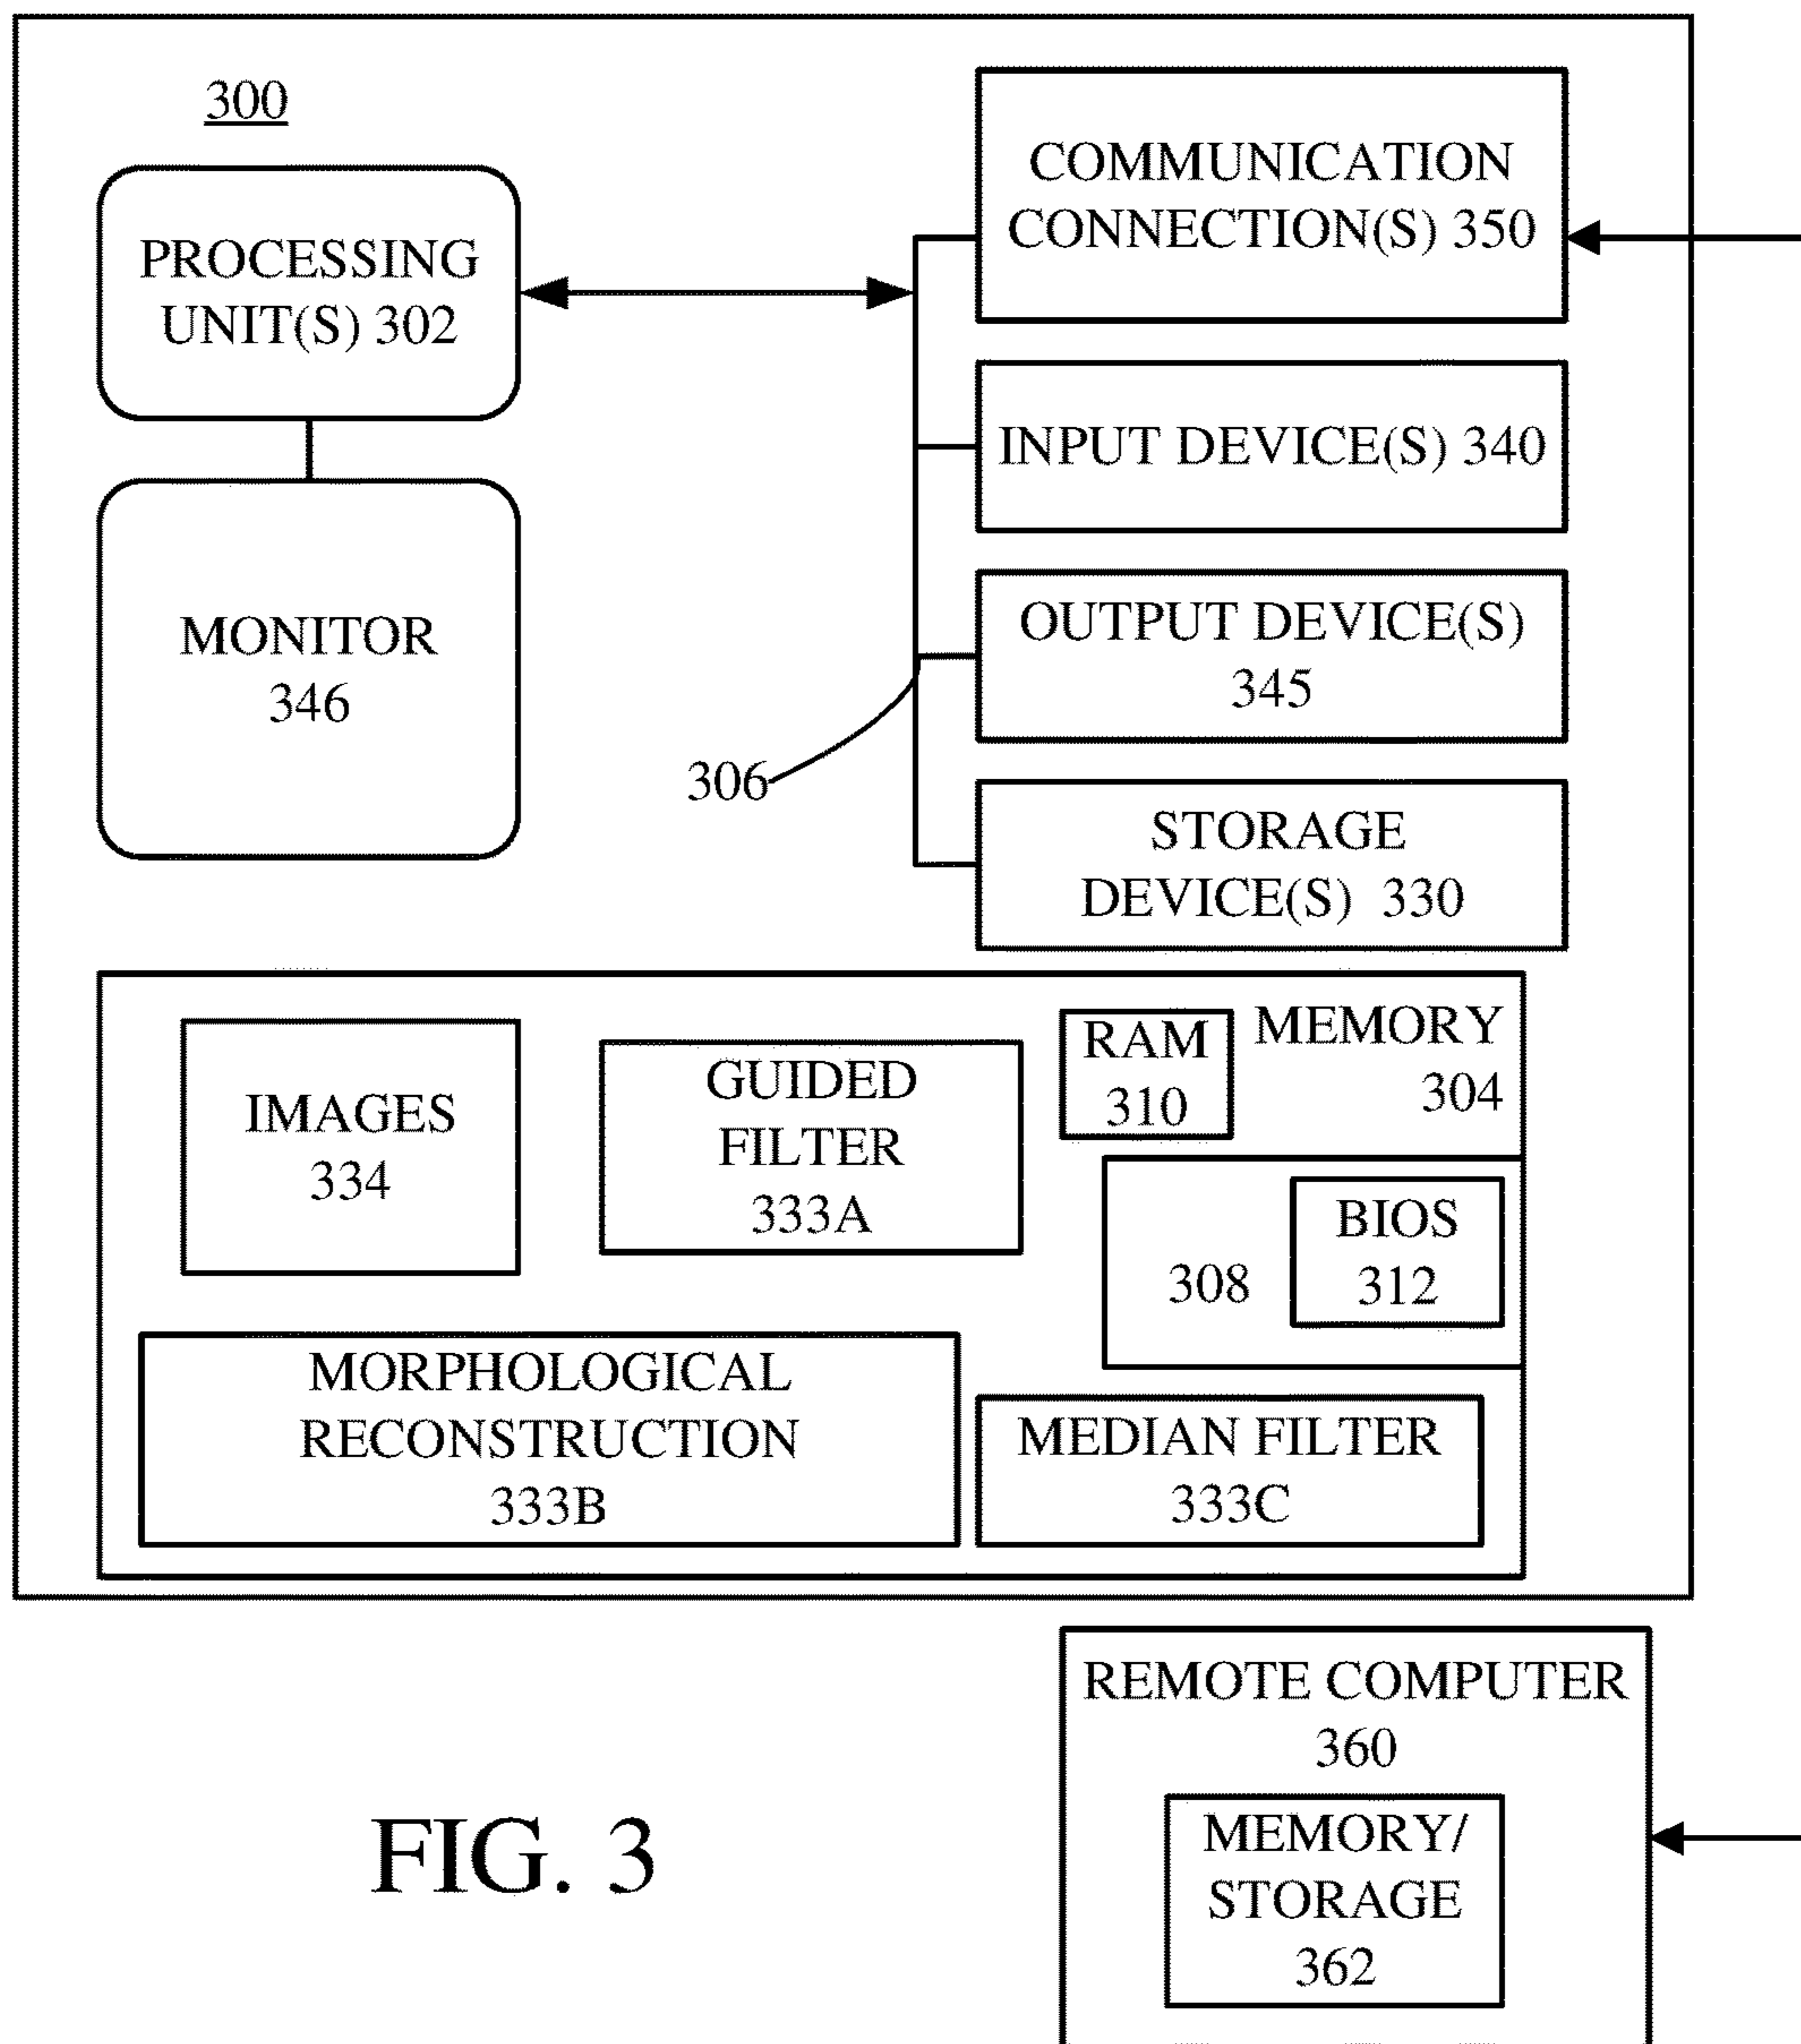 300
PROCESSING
UNIT(S) 302
MONITOR
346
COMMUNICATION
CONNECTION(S) 350
INPUT DEVICE(S) 340
OUTPUT DEVICE(S)
345
306
STORAGE
DEVICE(S) 330
IMAGES
334
GUIDED
FILTER
333A
RAM
310
MEMORY
304
308
BIOS
312
MORPHOLOGICAL
RECONSTRUCTION
333B
MEDIAN FILTER
333C
REMOTE COMPUTER
360
MEMORY/
STORAGE
362
FIG. 3